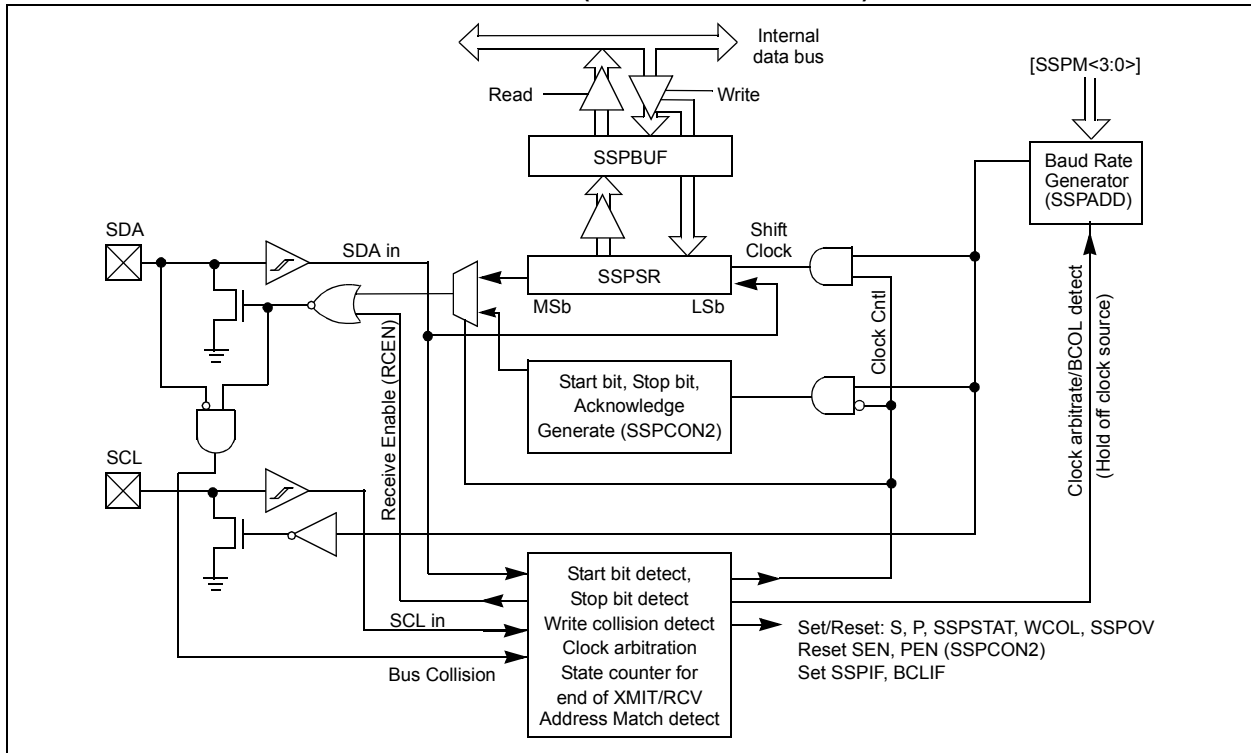 Internal
data bus
[SSPM<3:0>]
Read
Write
SSPBUF
Baud Rate
Generator
(SSPADD)
SDA
SDA in
Shift
Clock
SSPSR
MSb
LSb
Receive Enable (RCEN)
Start bit, Stop bit,
Acknowledge
Generate (SSPCON2)
Clock Cntl
Clock arbitrate/BCOL detect
(Hold off clock source)
SCL
SCL in
Bus Collision
Start bit detect,
Stop bit detect
Write collision detect
Clock arbitration
State counter for
end of XMIT/RCV
Address Match detect
Set/Reset: S, P, SSPSTAT, WCOL, SSPOV
Reset SEN, PEN (SSPCON2)
Set SSPIF, BCLIF